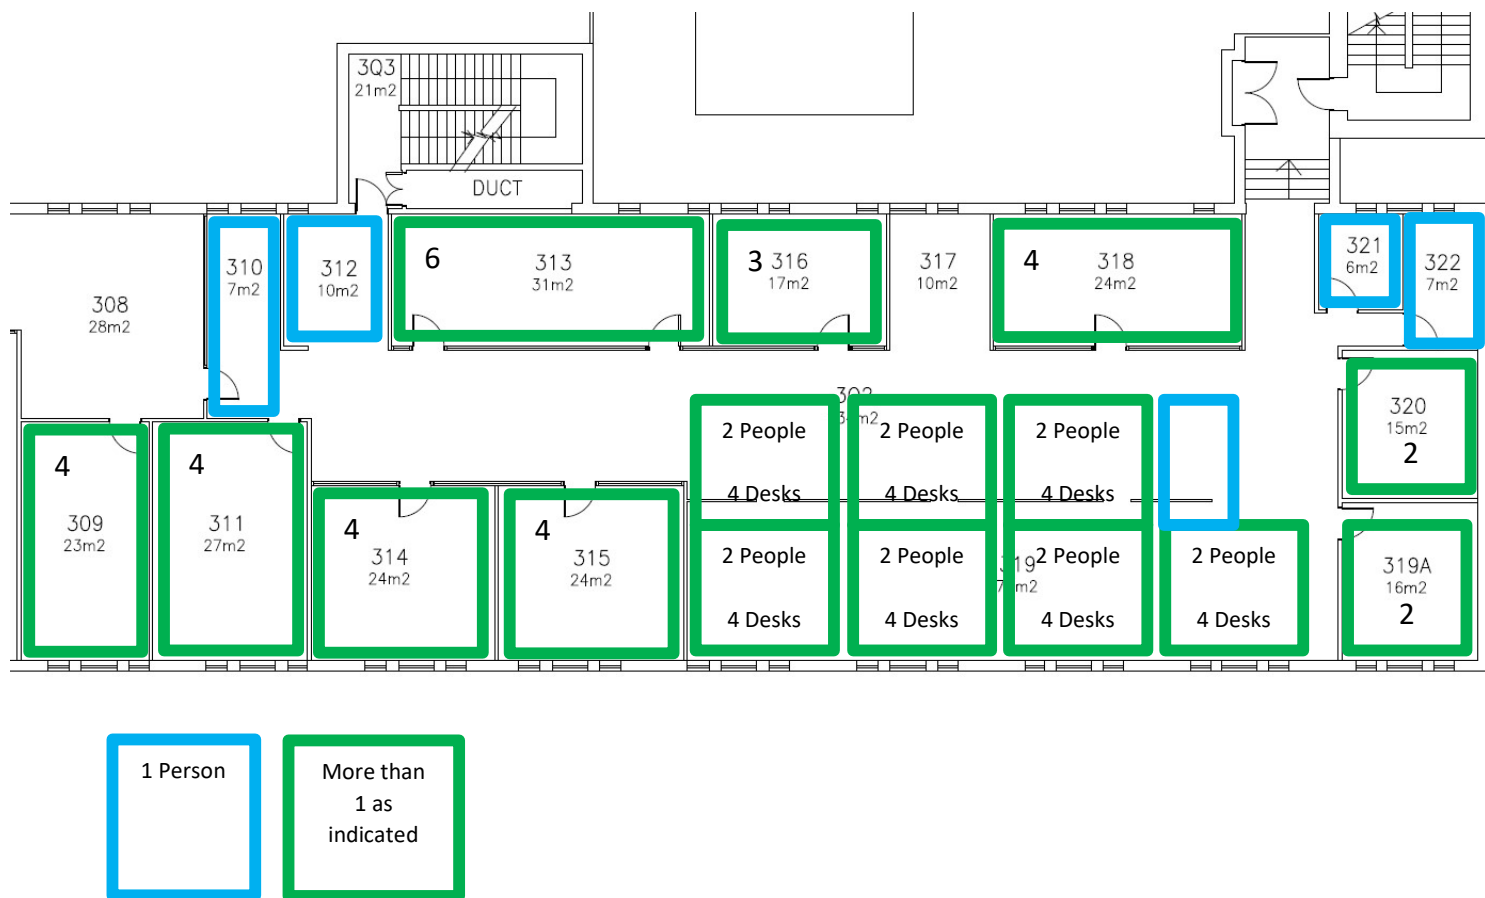 3Q3
21m2
DUCT
308
28m2
310
7m2
312
10m2
6
313
31m2
3
316
17m2
317
10m2
4
318
24m2
321
6m2
322
7m2
2 People
4 Desks
2 People
4 Desks
2 People
4 Desks
320
15m2
2
4
309
23m2
4
311
27m2
4
314
24m2
4
315
24m2
2 People
4 Desks
2 People
4 Desks
2 People
4 Desks
2 People
4 Desks
319A
16m2
2
1 Person
More than
1 as
indicated